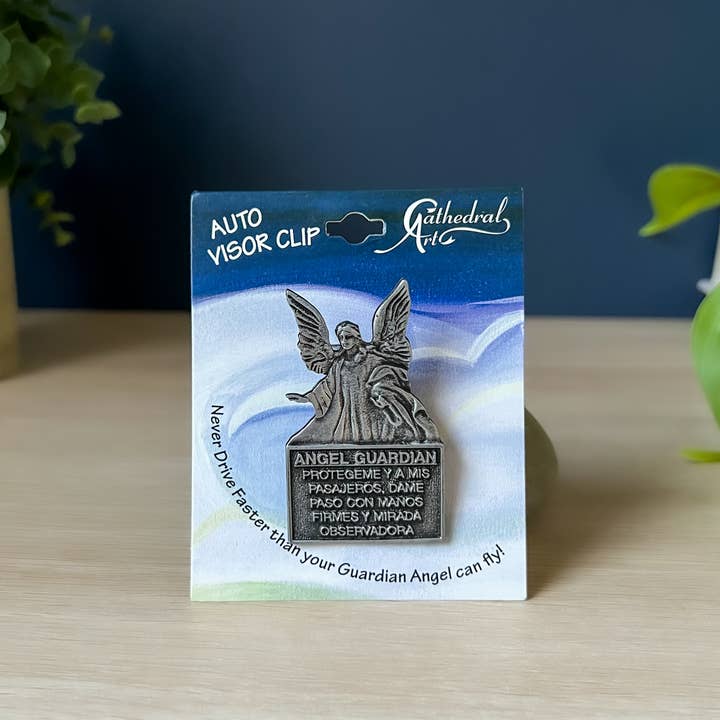 AUTO
VISOR CLIP
Cathedral
Art
ANGEL GUARDIAN
PROTEGEME Y A MIS
PASAJEROS, DAME
PASO CON MANOS
FIRMES Y MIRADA
OBSERVADORA
Never Drive Faster than your Guardian Angel can fly!